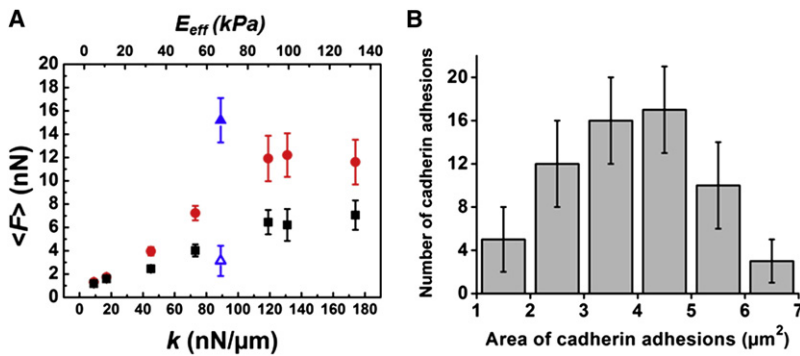 A
E_eff (kPa)
0 20 40 60 80 100 120 140
20
18
16
14
12
10
8
6
4
2
0
<F> (nN)
0 20 40 60 80 100 120 140 160 180
k (nN/µm)
B
20
16
12
8
4
0
Number of cadherin adhesions
1 2 3 4 5 6 7
Area of cadherin adhesions (µm²)